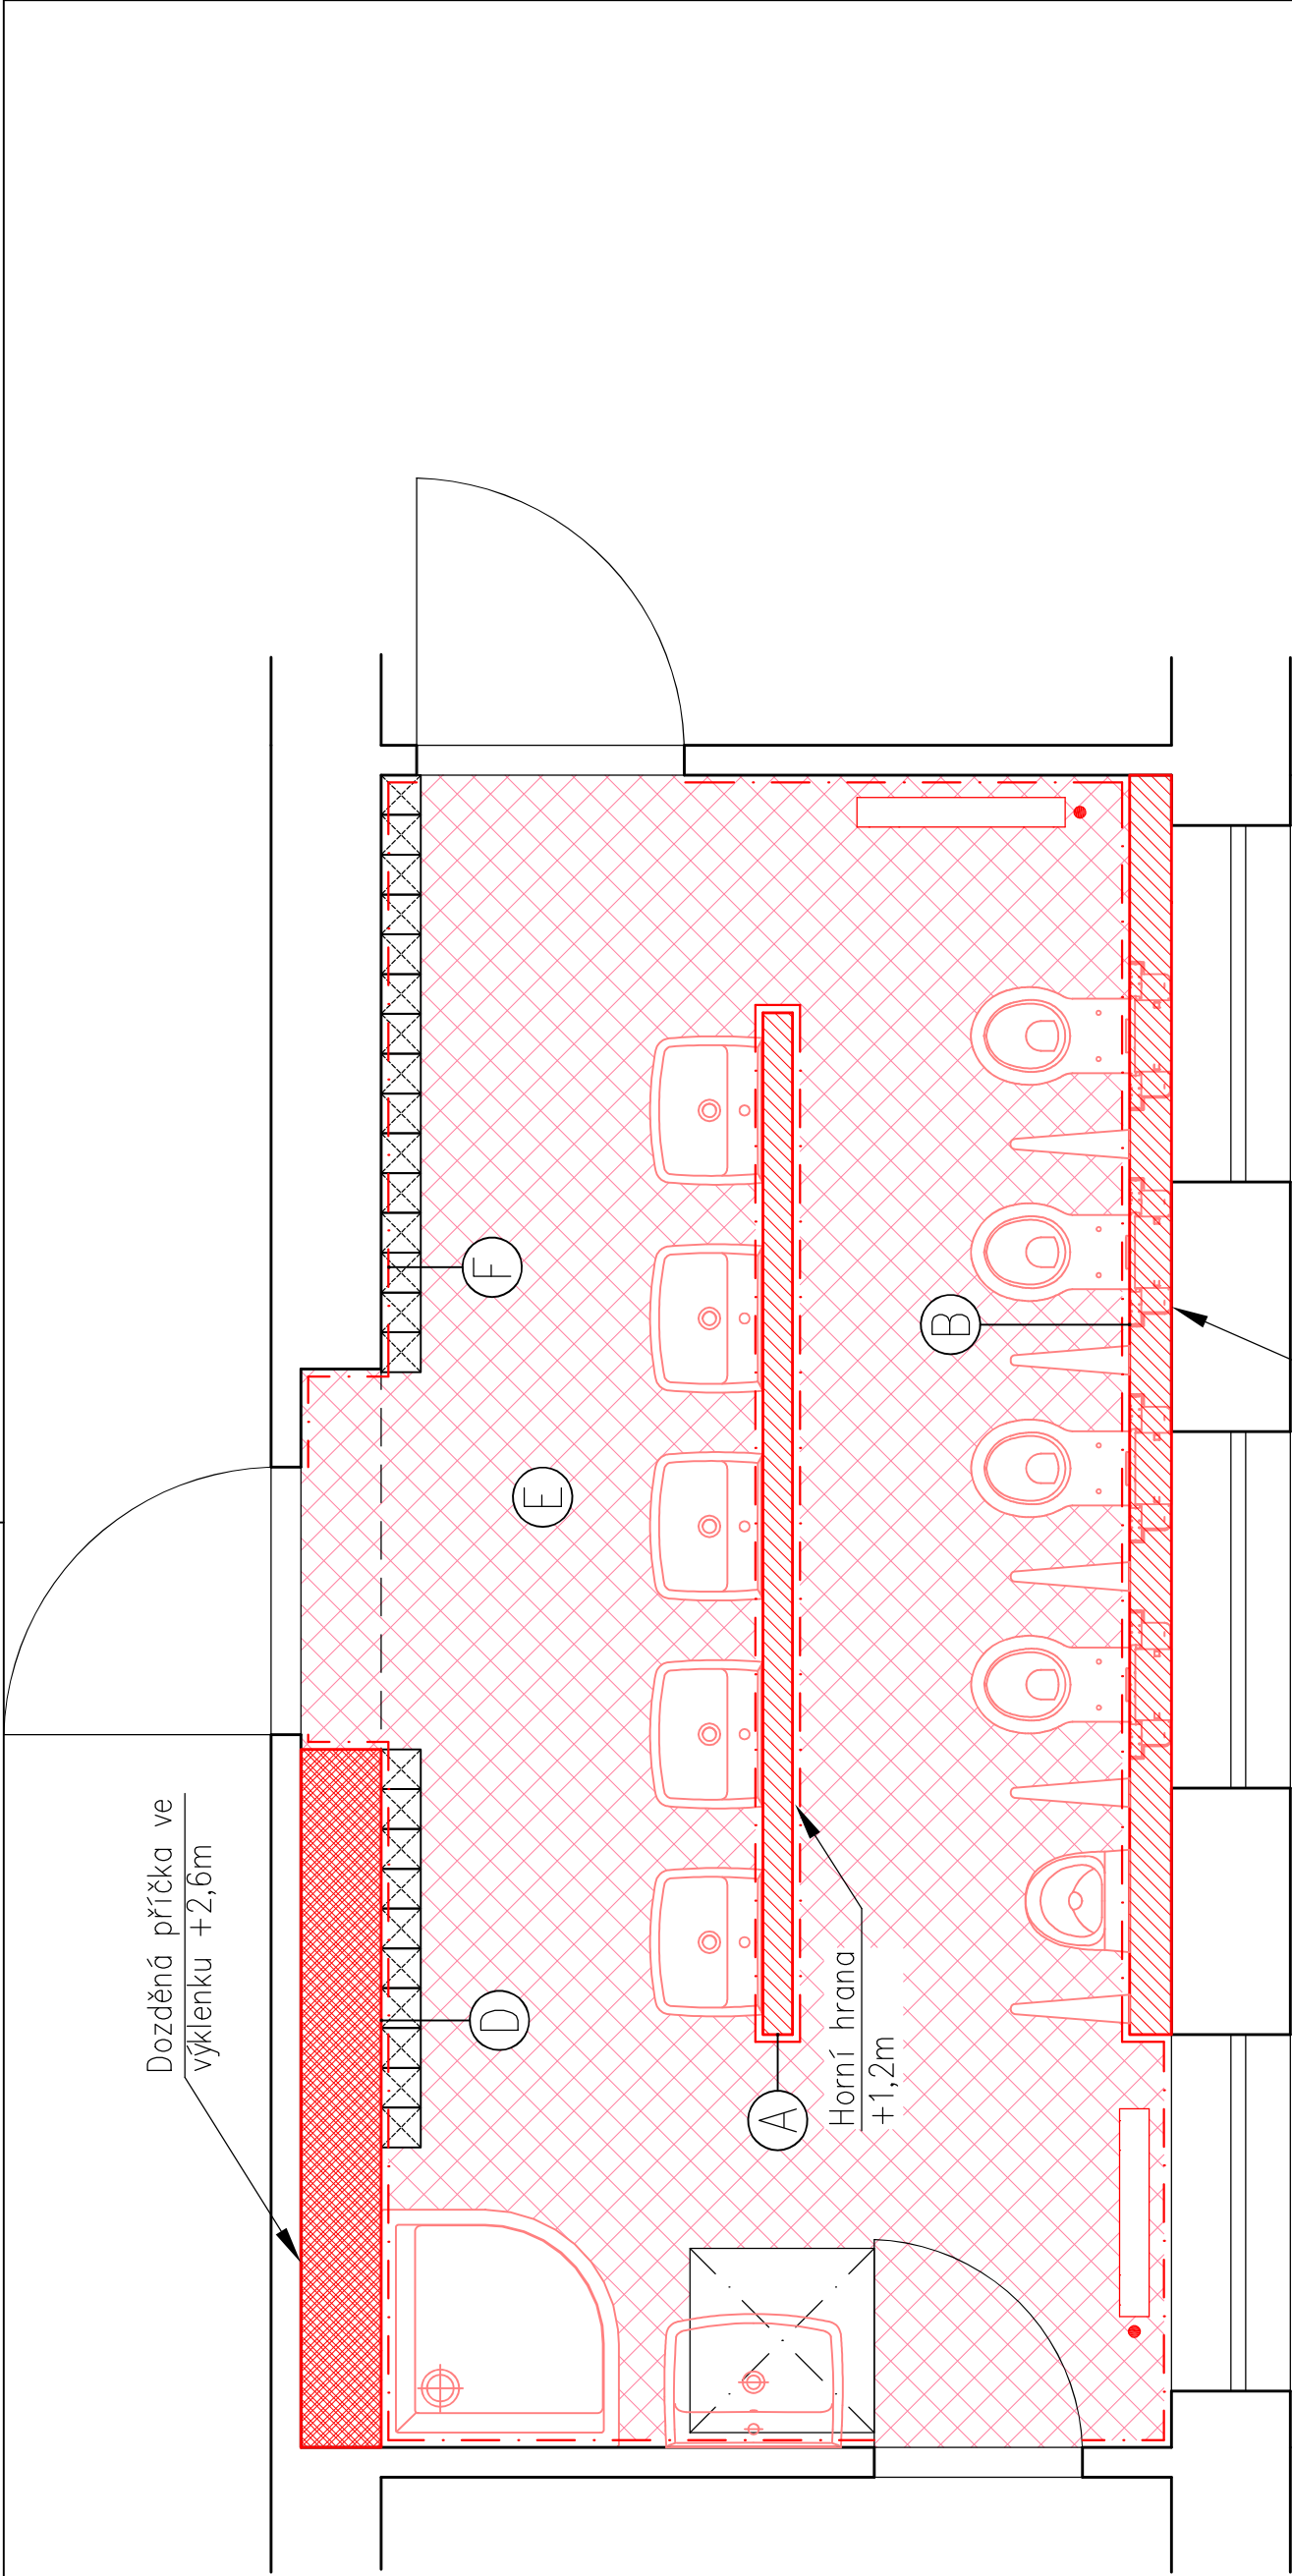 Dozděná příčka ve
výklenku +2,6m
F
E
B
D
A
Horní hrana
+1,2m